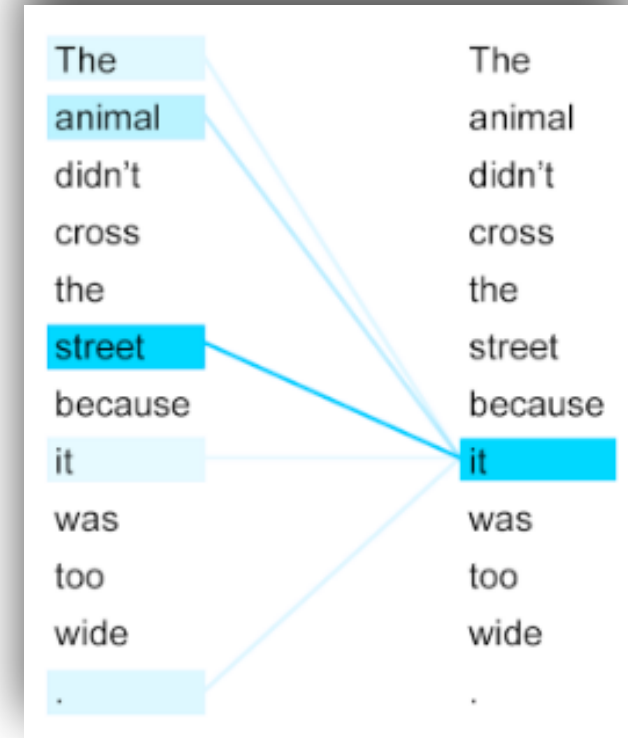 The The
animal animal
didn't didn't
cross cross
the the
street street
because because
it it
was was
too too
wide wide
. .